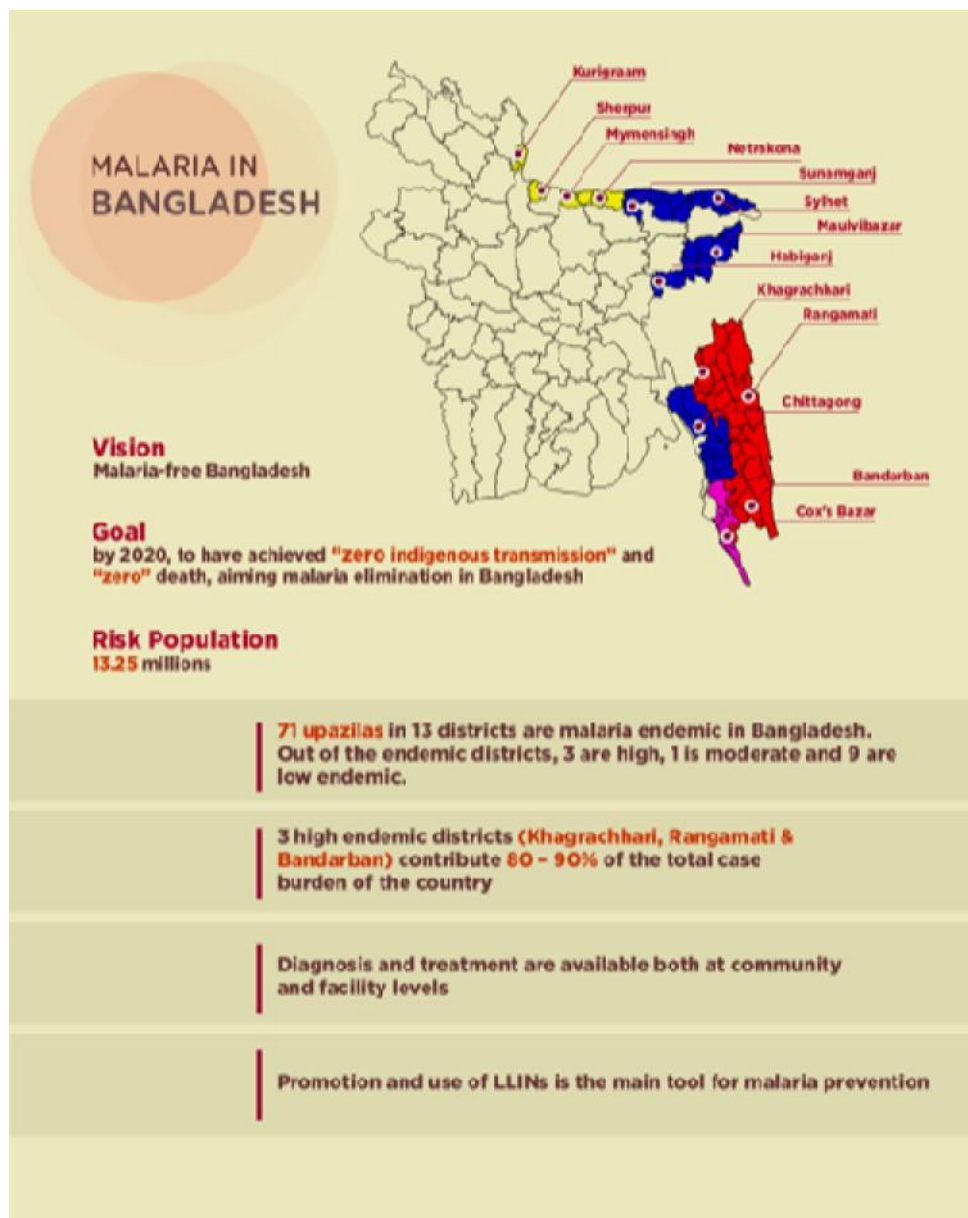 MALARIA IN
BANGLADESH
Kurigraam
Sherpur
Mymensingh
Netrakona
Sunamganj
Sylhet
Maulvibazar
Habiganj
Khagrachhari
Rangamati
Chittagong
Bandarban
Cox's Bazar
Vision
Malaria-free Bangladesh
Goal
by 2020, to have achieved “zero indigenous transmission” and
“zero” death, aiming malaria elimination in Bangladesh
Risk Population
13.25 millions
71 upazilas in 13 districts are malaria endemic in Bangladesh.
Out of the endemic districts, 3 are high, 1 is moderate and 9 are
low endemic.
3 high endemic districts (Khagrachhari, Rangamati &
Bandarban) contribute 80 – 90% of the total case
burden of the country
Diagnosis and treatment are available both at community
and facility levels
Promotion and use of LLINs is the main tool for malaria prevention